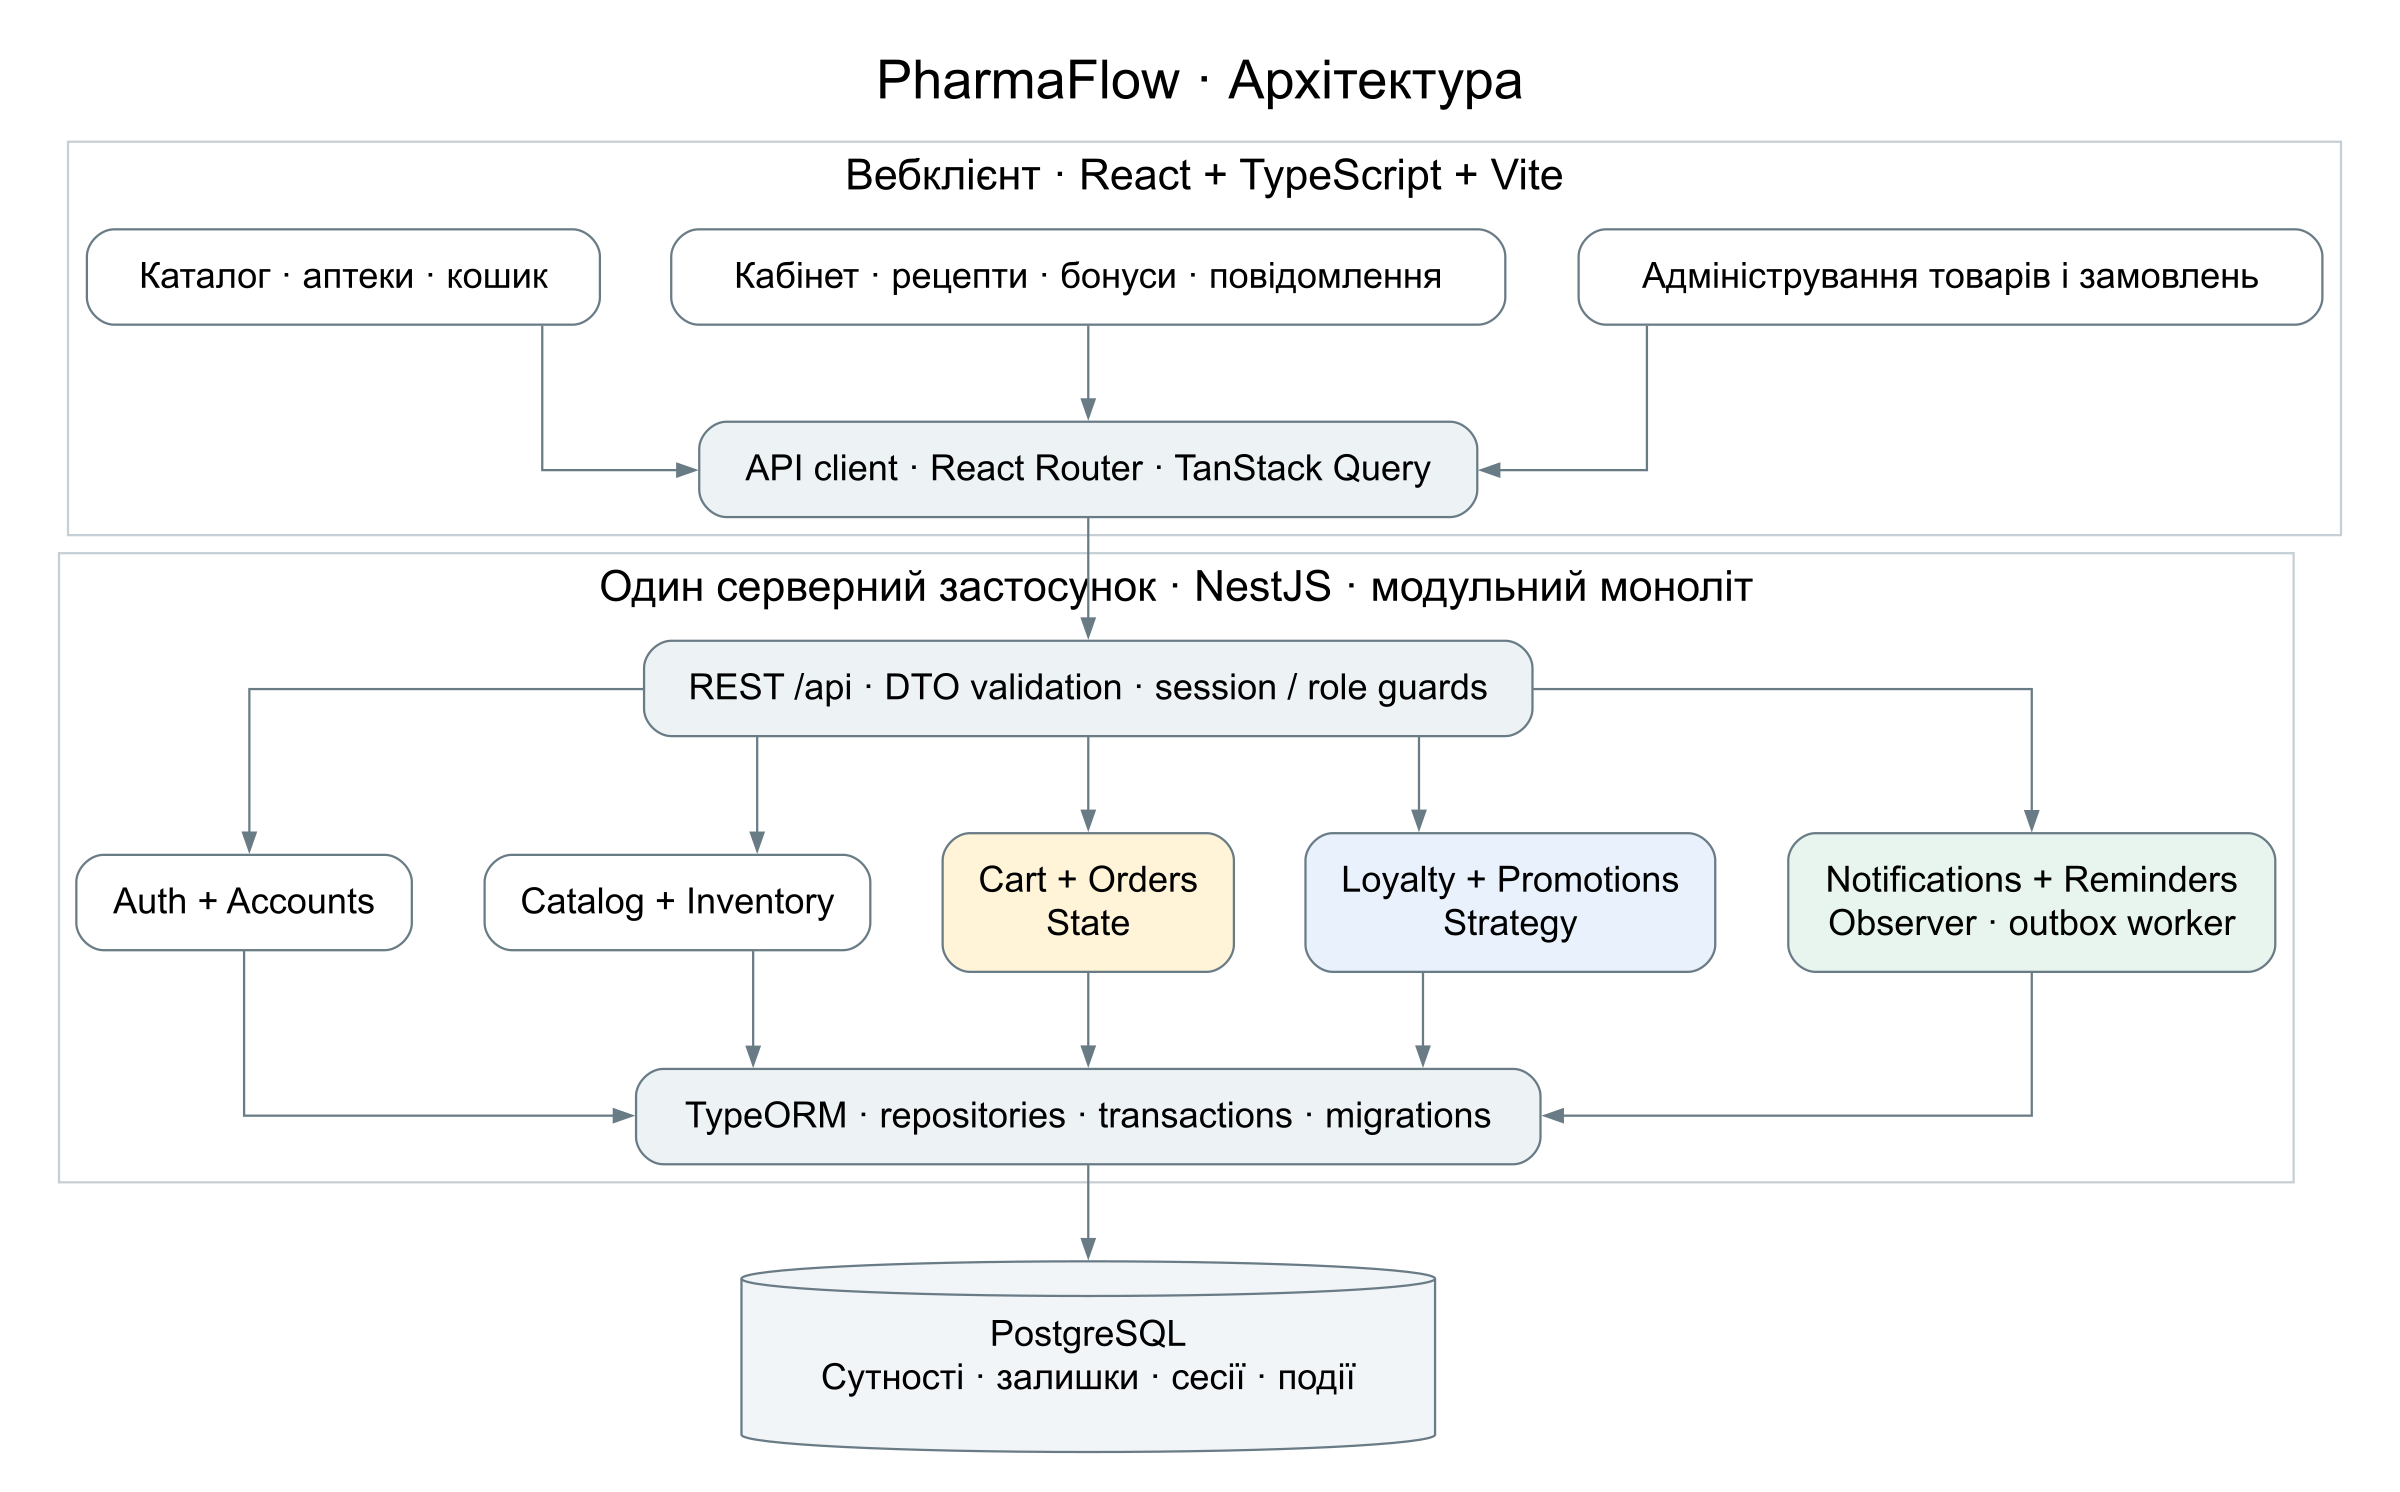 PharmaFlow · Архітектура
Вебклієнт · React + TypeScript + Vite
Каталог · аптеки · кошик
Кабінет · рецепти · бонуси · повідомлення
Адміністрування товарів і замовлень
API client · React Router · TanStack Query
Один серверний застосунок · NestJS · модульний моноліт
REST /api · DTO validation · session / role guards
Auth + Accounts
Catalog + Inventory
Cart + Orders
State
Loyalty + Promotions
Strategy
Notifications + Reminders
Observer · outbox worker
TypeORM · repositories · transactions · migrations
PostgreSQL
Сутності · залишки · сесії · події